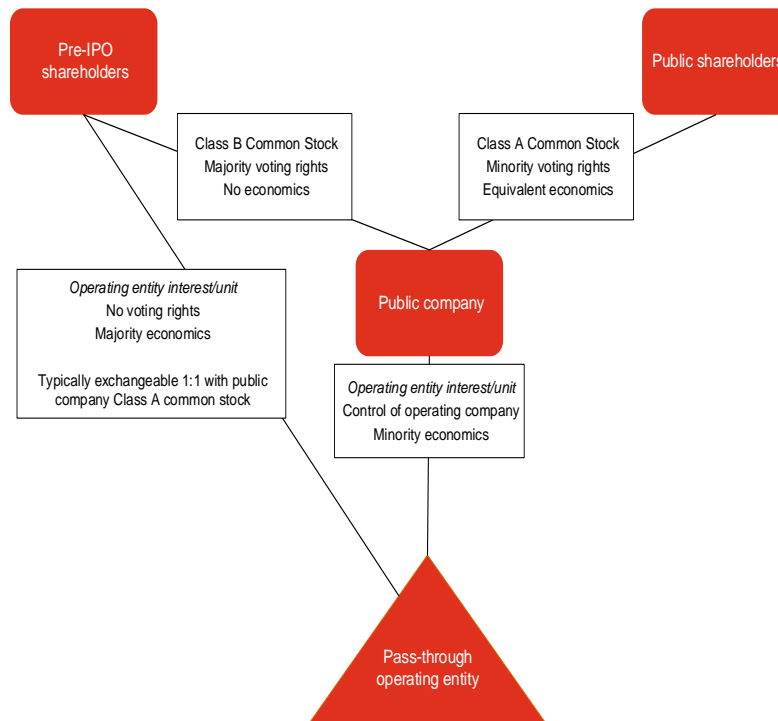 Pre-IPO
shareholders
Public shareholders
Class B Common Stock
Majority voting rights
No economics
Class A Common Stock
Minority voting rights
Equivalent economics
Operating entity interest/unit
No voting rights
Majority economics
Typically exchangeable 1:1 with public
company Class A common stock
Public company
Operating entity interest/unit
Control of operating company
Minority economics
Pass-through
operating entity